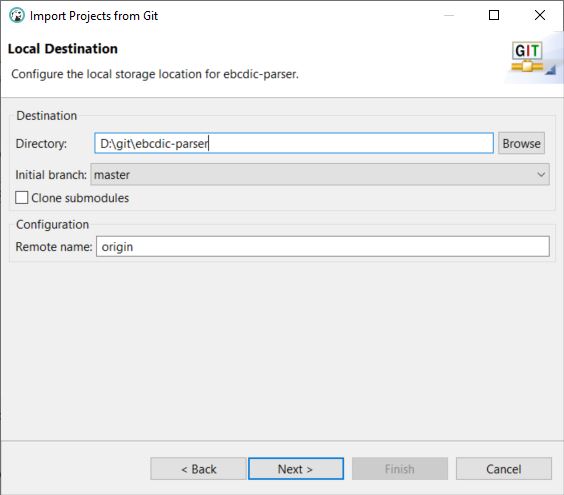 Import Projects from Git
Local Destination
Configure the local storage location for ebcdic-parser.
GIT
Destination
Directory: D:\git\ebcdic-parser Browse
Initial branch: master
Clone submodules
Configuration
Remote name: origin
< Back Next > Finish Cancel